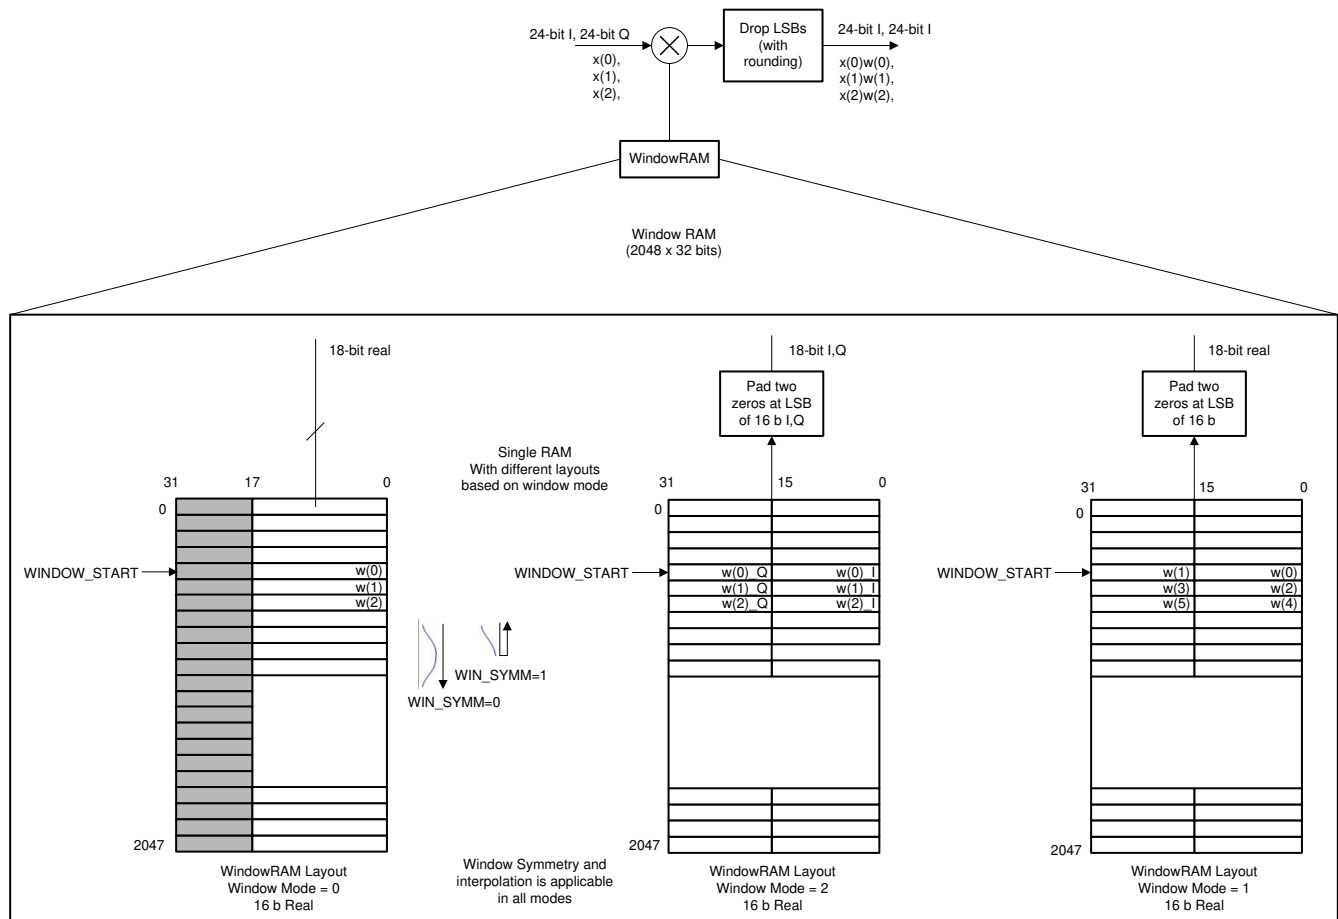 24-bit I, 24-bit Q
x(0),
x(1),
x(2),
Drop LSBs
(with
rounding)
24-bit I, 24-bit I
x(0)w(0),
x(1)w(1),
x(2)w(2),
WindowRAM
Window RAM
(2048 x 32 bits)
18-bit real
31
17
0
0
WINDOW_START
w(0)
w(1)
w(2)
2047
WindowRAM Layout
Window Mode = 0
16 b Real
Single RAM
With different layouts
based on window mode
WIN_SYMM=1
WIN_SYMM=0
Window Symmetry and
interpolation is applicable
in all modes
18-bit I,Q
Pad two
zeros at LSB
of 16 b I,Q
31
15
0
0
WINDOW_START
w(0)_Q w(0)_I
w(1)_Q w(1)_I
w(2)_Q w(2)_I
2047
WindowRAM Layout
Window Mode = 2
16 b Real
18-bit real
Pad two
zeros at LSB
of 16 b
31
15
0
0
WINDOW_START
w(1) w(0)
w(3) w(2)
w(5) w(4)
2047
WindowRAM Layout
Window Mode = 1
16 b Real